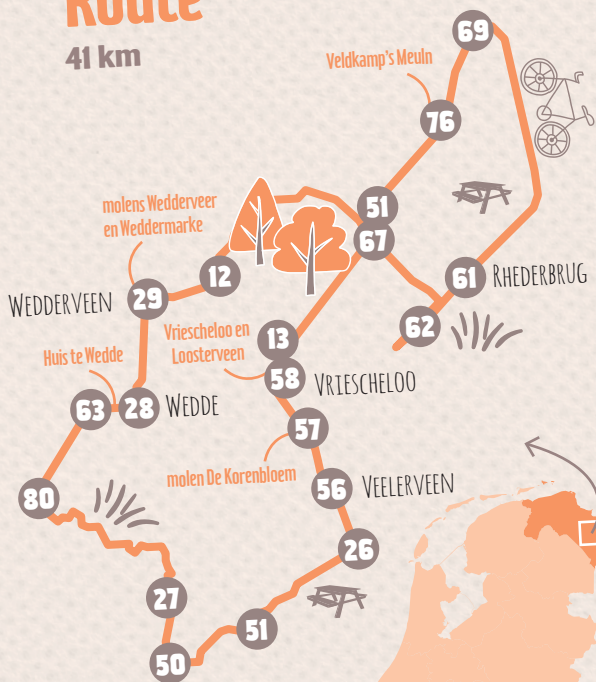 Route
41 km
69
Veldkamp's Meuln
76
molens Wedderveer
en Weddermarke
51
67
12
61
RHEDERBRUG
WEDDERVEEN
29
62
Vriescheloo en
Loosterveen
13
Huis te Wedde
58
VRIESCHELOO
63
28
WEDDE
57
molen De Korenbloem
56
VEELERVEEN
80
26
27
51
50